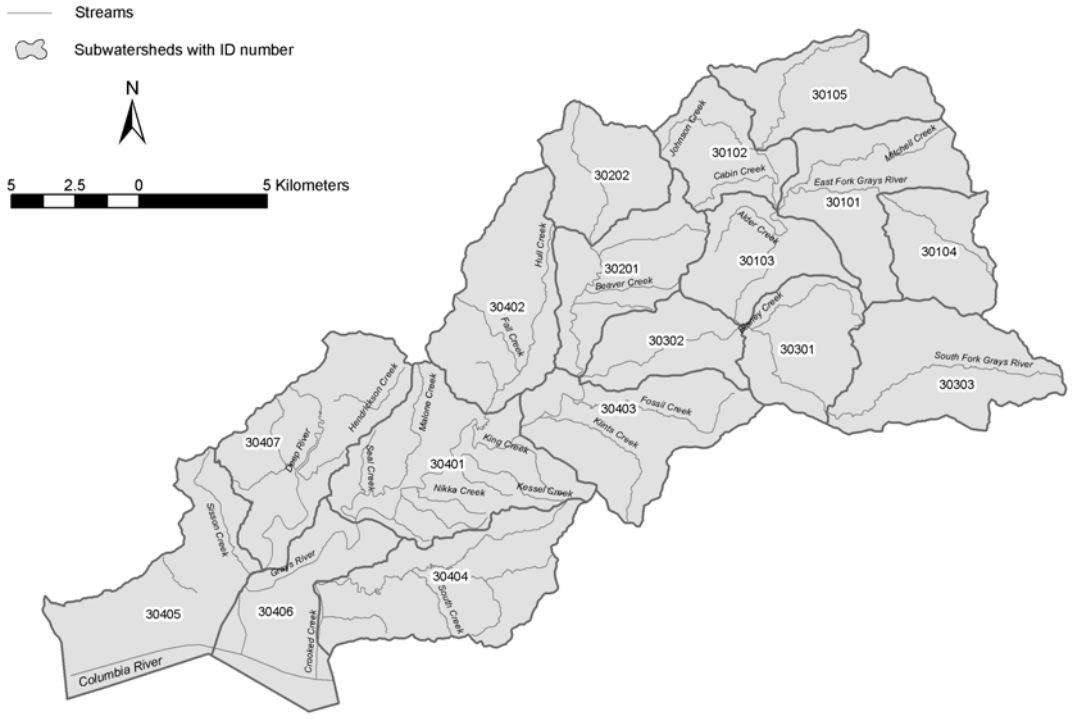 Streams
Subwatersheds with ID number
N
5 2.5 0 5 Kilometers
30105
Johnson Creek
30102
Mitchell Creek
Cabin Creek
30202
East Fork Grays River
30101
Alder Creek
Hull Creek
30104
30103
30201
Beaver Creek
30402
Blaney Creek
Fall Creek
30302
30301
South Fork Grays River
30303
Hendrickson Creek
Malone Creek
30403
Fossil Creek
Klints Creek
30407
Deep River
King Creek
Seal Creek
30401
Nikka Creek
Kessel Creek
Sisson Creek
Grays River
30404
South Creek
30405
30406
Crooked Creek
Columbia River